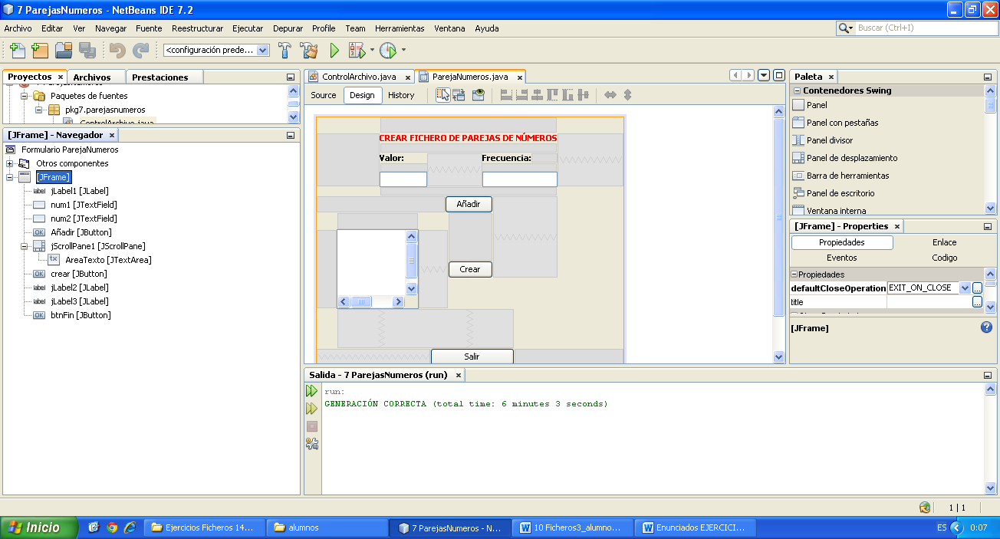 7 ParejasNumeros - NetBeans IDE 7.2
Archivo Editar Ver Navegar Fuente Reestructurar Ejecutar Depurar Profile Team Herramientas Ventana Ayuda
Buscar (Ctrl+I)
<configuración prede...
Proyectos
Archivos
Prestaciones
Paquetes de fuentes
pkg7.parejasnumeros
ControlArchivo.java
[JFrame] - Navegador
Formulario ParejaNumeros
Otros componentes
[JFrame]
label jLabel1 [JLabel]
num1 [JTextField]
num2 [JTextField]
OK Añadir [JButton]
jScrollPane1 [JScrollPane]
tx AreaTexto [JTextArea]
OK crear [JButton]
label jLabel2 [JLabel]
label jLabel3 [JLabel]
OK btnFin [JButton]
ControlArchivo.java
ParejaNumeros.java
Source Design History
CREAR FICHERO DE PAREJAS DE NÚMEROS
Valor: Frecuencia:
Añadir
Crear
Salir
Paleta
Contenedores Swing
Panel
Panel con pestañas
Panel divisor
Panel de desplazamiento
Barra de herramientas
Panel de escritorio
Ventana interna
[JFrame] - Properties
Propiedades Enlace
Eventos Codigo
Propiedades
defaultCloseOperation EXIT_ON_CLOSE
title
[JFrame]
Salida - 7 ParejasNumeros (run)
run:
GENERACIÓN CORRECTA (total time: 6 minutes 3 seconds)
1 | 1
Inicio
Ejercicios Ficheros 14...
alumnos
7 ParejasNumeros - N...
10 Ficheros3_alumno...
Enunciados EJERCICI...
ES
0:07